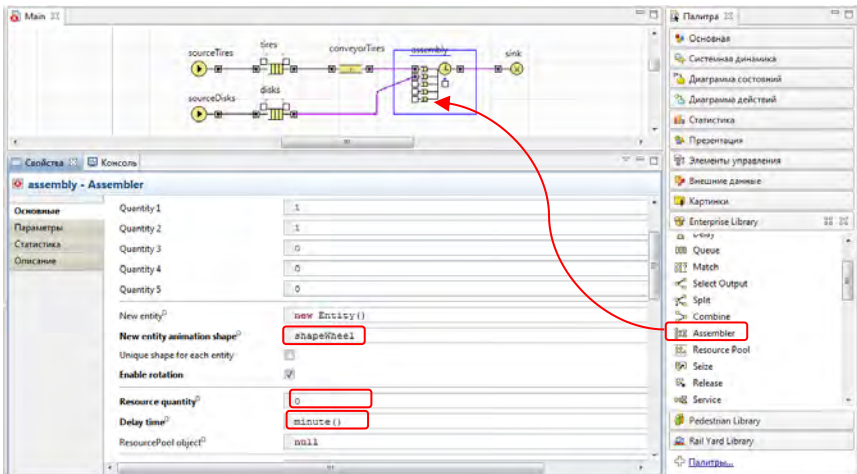 Main
sourceTires
tires
conveyorTires
assembly
sink
sourceDisks
disks
Свойства
Консоль
assembly - Assembler
Основные
Параметры
Статистика
Описание
Quantity 1
1
Quantity 2
1
Quantity 3
0
Quantity 4
0
Quantity 5
0
New entity
new Entity()
New entity animation shape
shapeWheel
Unique shape for each entity
Enable rotation
Resource quantity
0
Delay time
minute()
ResourcePool object
null
Палитра
Основная
Системная динамика
Диаграмма состояний
Диаграмма действий
Статистика
Презентация
Элементы управления
Внешние данные
Картинки
Enterprise Library
Delay
Queue
Match
Select Output
Split
Combine
Assembler
Resource Pool
Seize
Release
Service
Pedestrian Library
Rail Yard Library
Палитры...